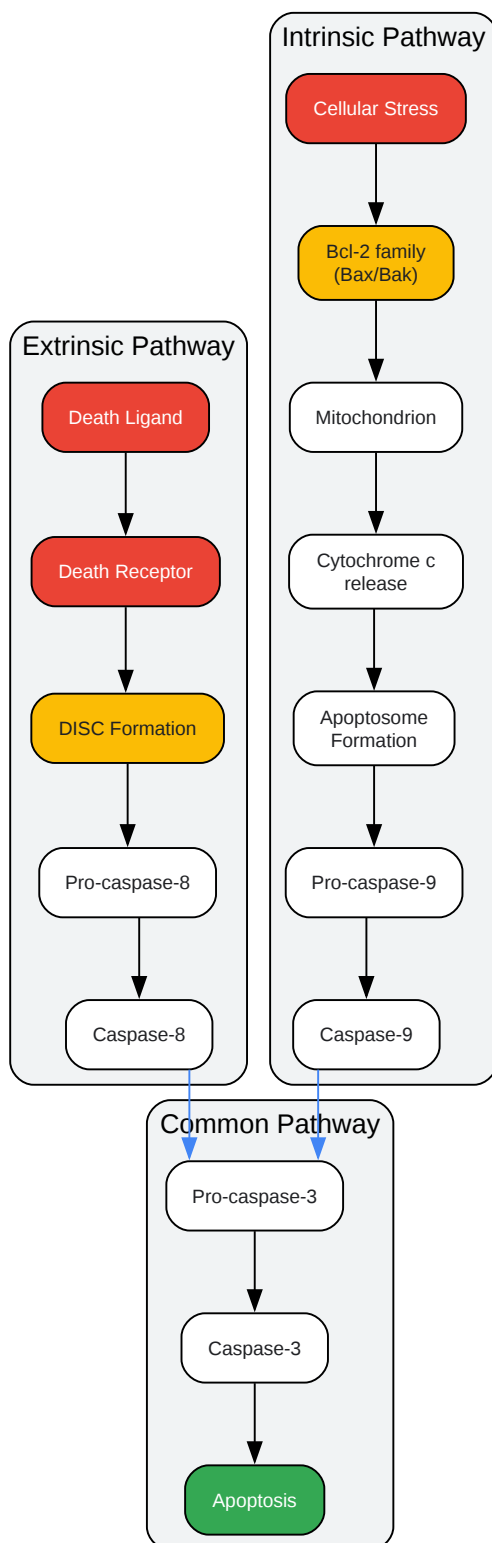 Intrinsic Pathway
Cellular Stress
Bcl-2 family
(Bax/Bak)
Mitochondrion
Cytochrome c
release
Apoptosome
Formation
Pro-caspase-9
Caspase-9
Extrinsic Pathway
Death Ligand
Death Receptor
DISC Formation
Pro-caspase-8
Caspase-8
Common Pathway
Pro-caspase-3
Caspase-3
Apoptosis